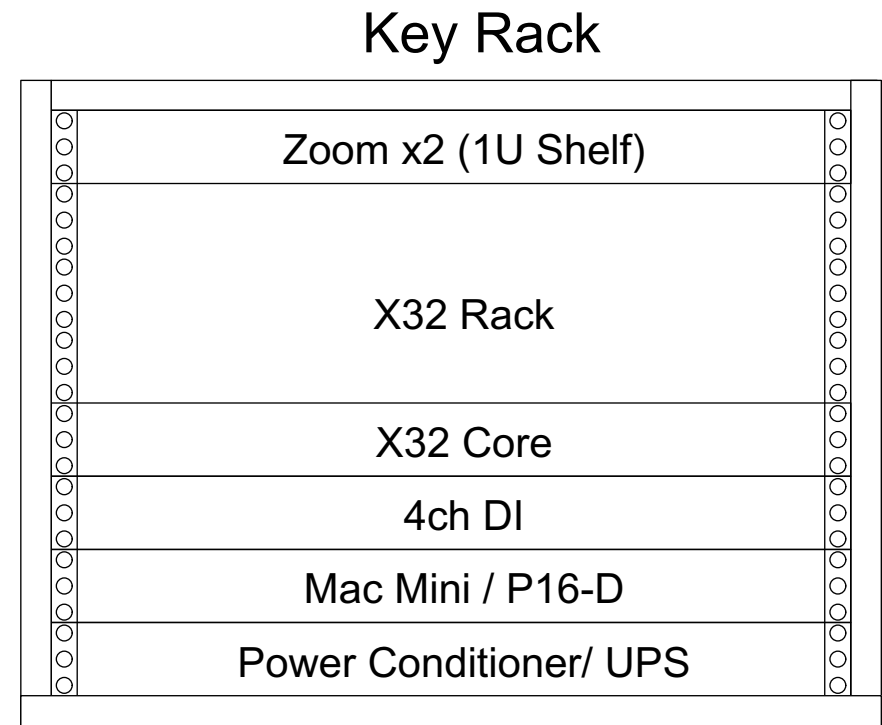 Key Rack
Zoom x2 (1U Shelf)
X32 Rack
X32 Core
4ch DI
Mac Mini / P16-D
Power Conditioner/ UPS